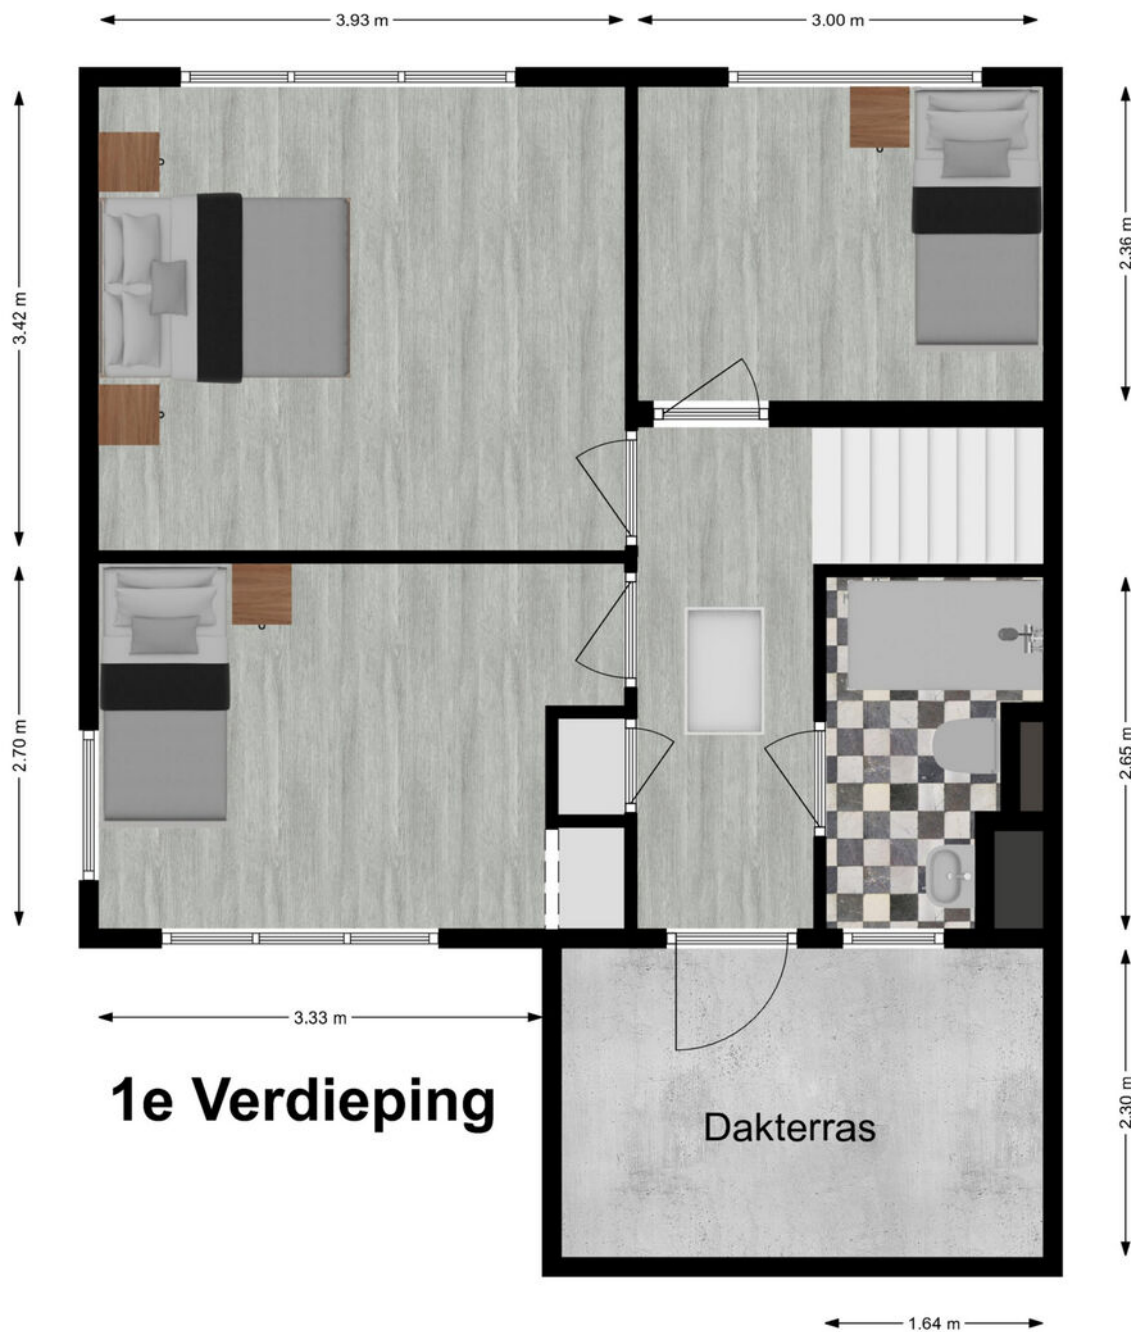 3.93 m
3.00 m
3.42 m
2.36 m
2.70 m
2.65 m
3.33 m
1e Verdieping
Dakterras
2.30 m
1.64 m